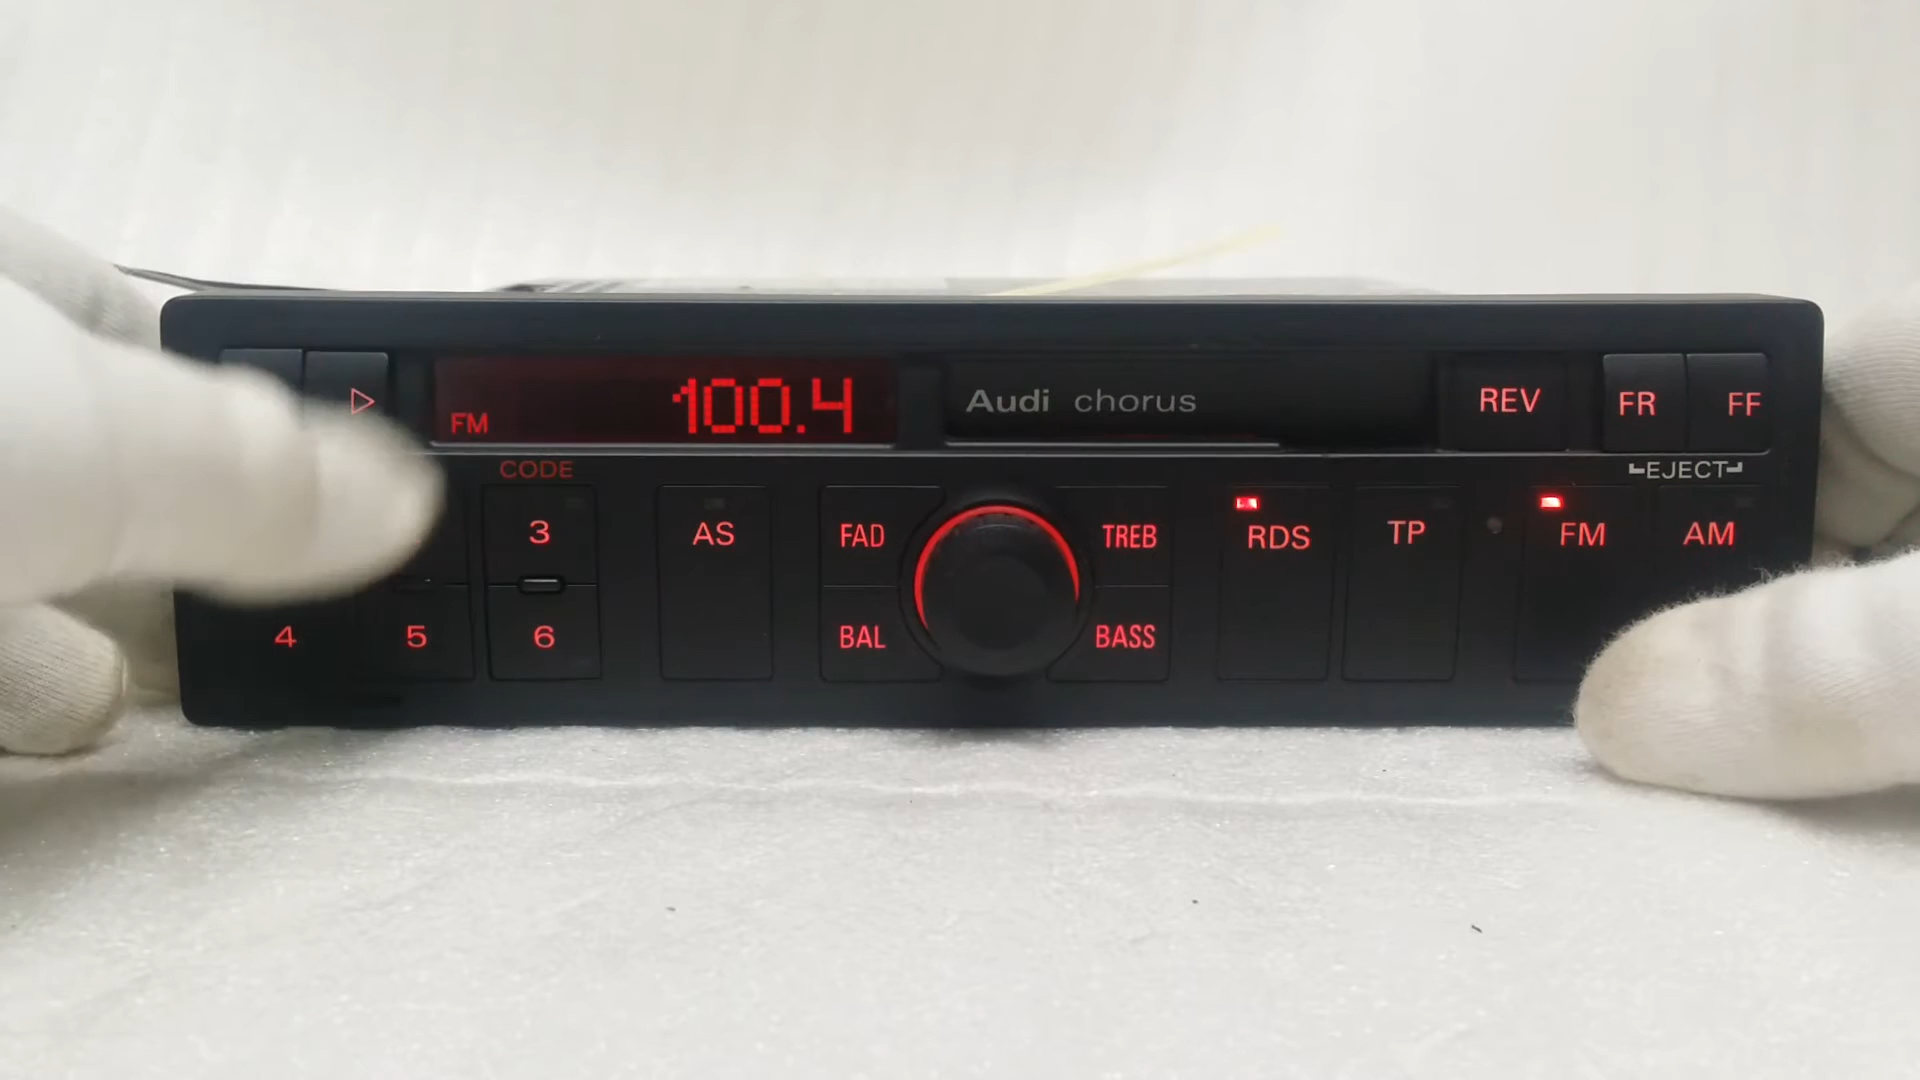 FM 100.4 Audi chorus REV FR FF
CODE EJECT
3 AS FAD TREB RDS TP FM AM
4 5 6 BAL BASS